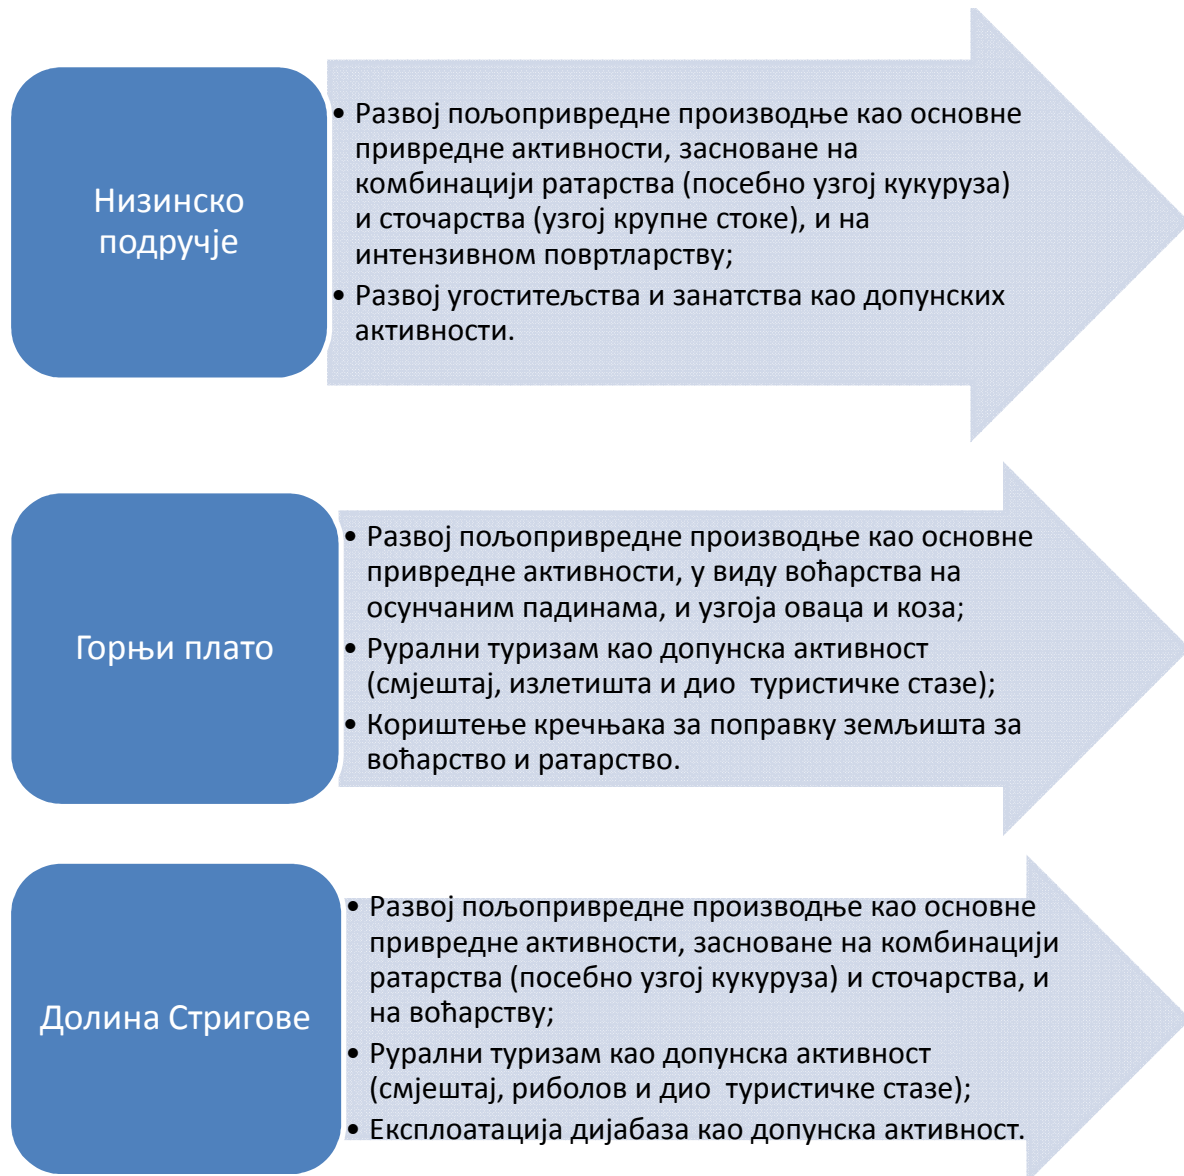 Низинско
подручје
• Развој пољопривредне производње као основне
привредне активности, засноване на
комбинацији ратарства (посебно узгој кукуруза)
и сточарства (узгој крупне стоке), и на
интензивном повртларству;
• Развој угоститељства и занатства као допунских
активности.
Горњи плато
• Развој пољопривредне производње као основне
привредне активности, у виду воћарства на
осунчаним падинама, и узгоја оваца и коза;
• Рурални туризам као допунска активност
(смјештај, излетишта и дио  туристичке стазе);
• Кориштење кречњака за поправку земљишта за
воћарство и ратарство.
Долина Стригове
• Развој пољопривредне производње као основне
привредне активности, засноване на комбинацији
ратарства (посебно узгој кукуруза) и сточарства, и
на воћарству;
• Рурални туризам као допунска активност
(смјештај, риболов и дио  туристичке стазе);
• Експлоатација дијабаза као допунска активност.